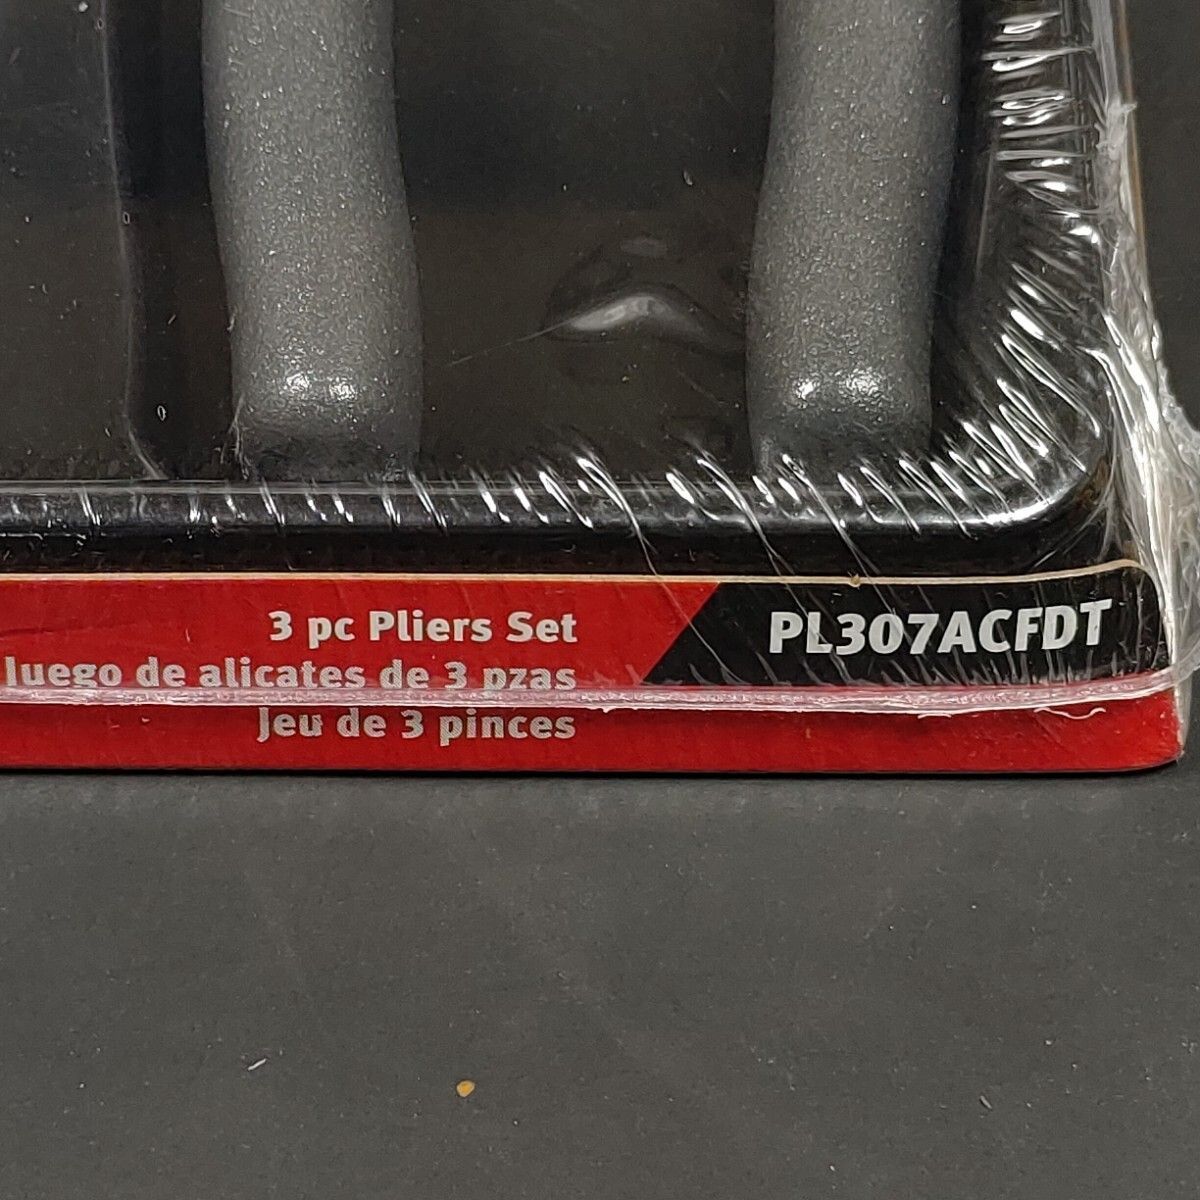 3 pc Pliers Set
Juego de alicates de 3 pzas
Jeu de 3 pinces
PL307ACFDT